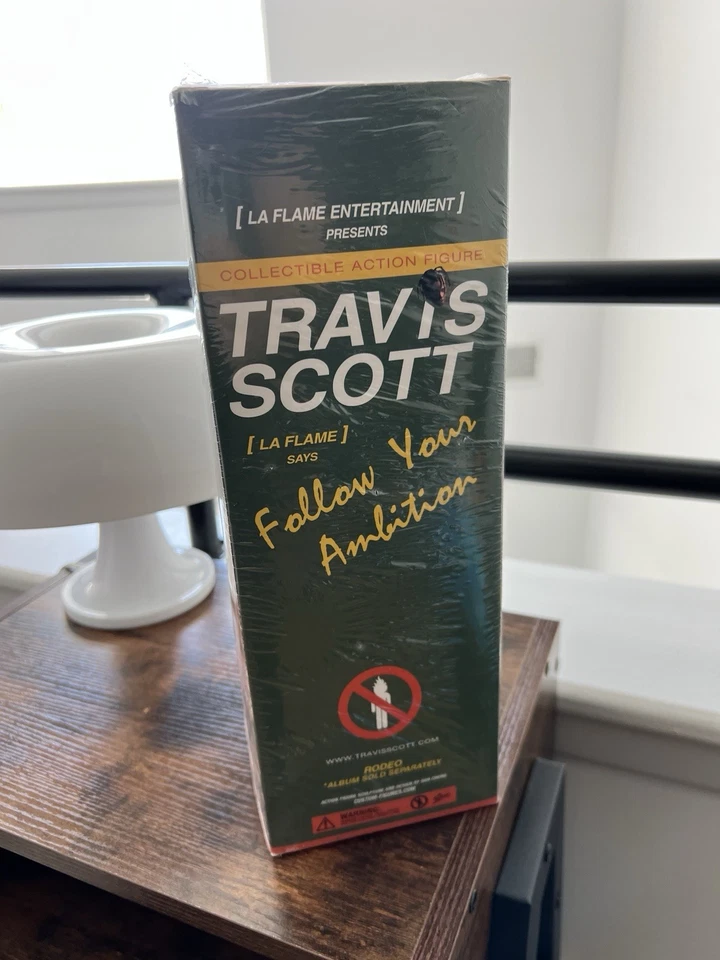 [ LA FLAME ENTERTAINMENT ]
PRESENTS
COLLECTIBLE ACTION FIGURE
TRAVIS
SCOTT
[ LA FLAME ]
SAYS
Follow Your
Ambition
WWW.TRAVISSCOTT.COM
RODEO
*ALBUM SOLD SEPARATELY
WARNING: